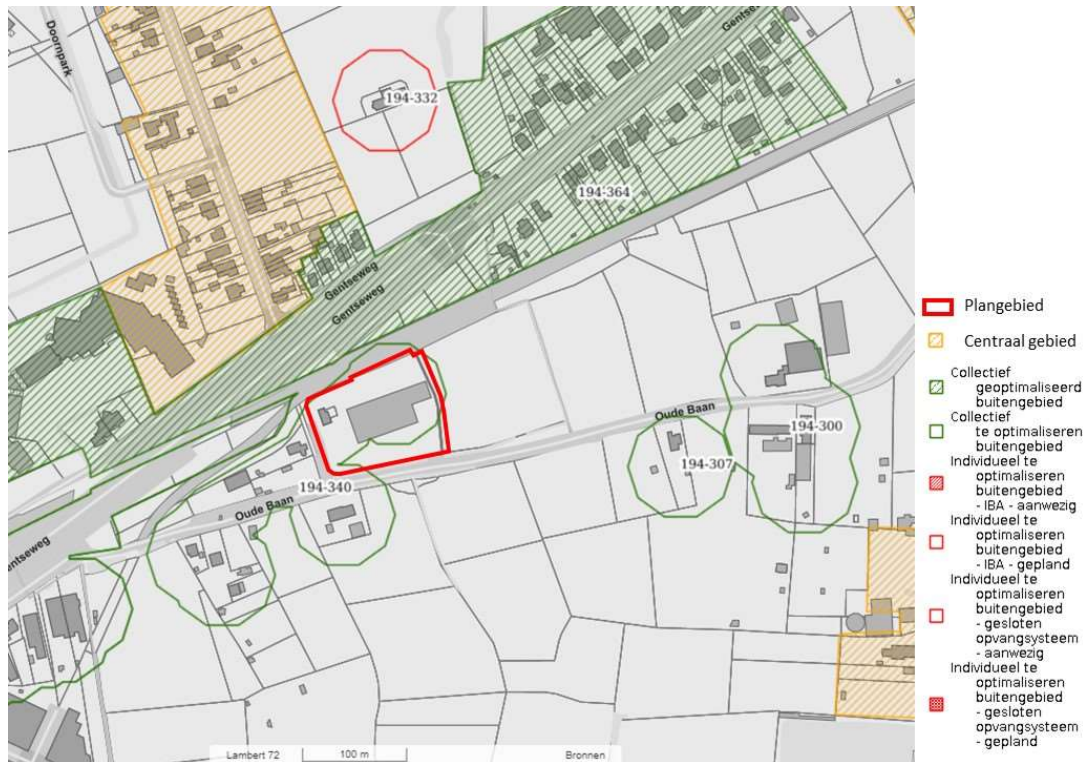 Doornpark
Gentseweg
194-332
194-364
Gentseweg
Gentseweg
Oude Baan
194-300
194-307
194-340
Oude Baan
entseweg
Lambert 72
100 m
Bronnen
Plangebied
Centraal gebied
Collectief
geoptimaliseerd
buitengebied
Collectief
te optimaliseren
buitengebied
Individueel te
optimaliseren
buitengebied
- IBA - aanwezig
Individueel te
optimaliseren
buitengebied
- IBA - gepland
Individueel te
optimaliseren
buitengebied
- gesloten
opvangsysteem
- aanwezig
Individueel te
optimaliseren
buitengebied
- gesloten
opvangsysteem
- gepland